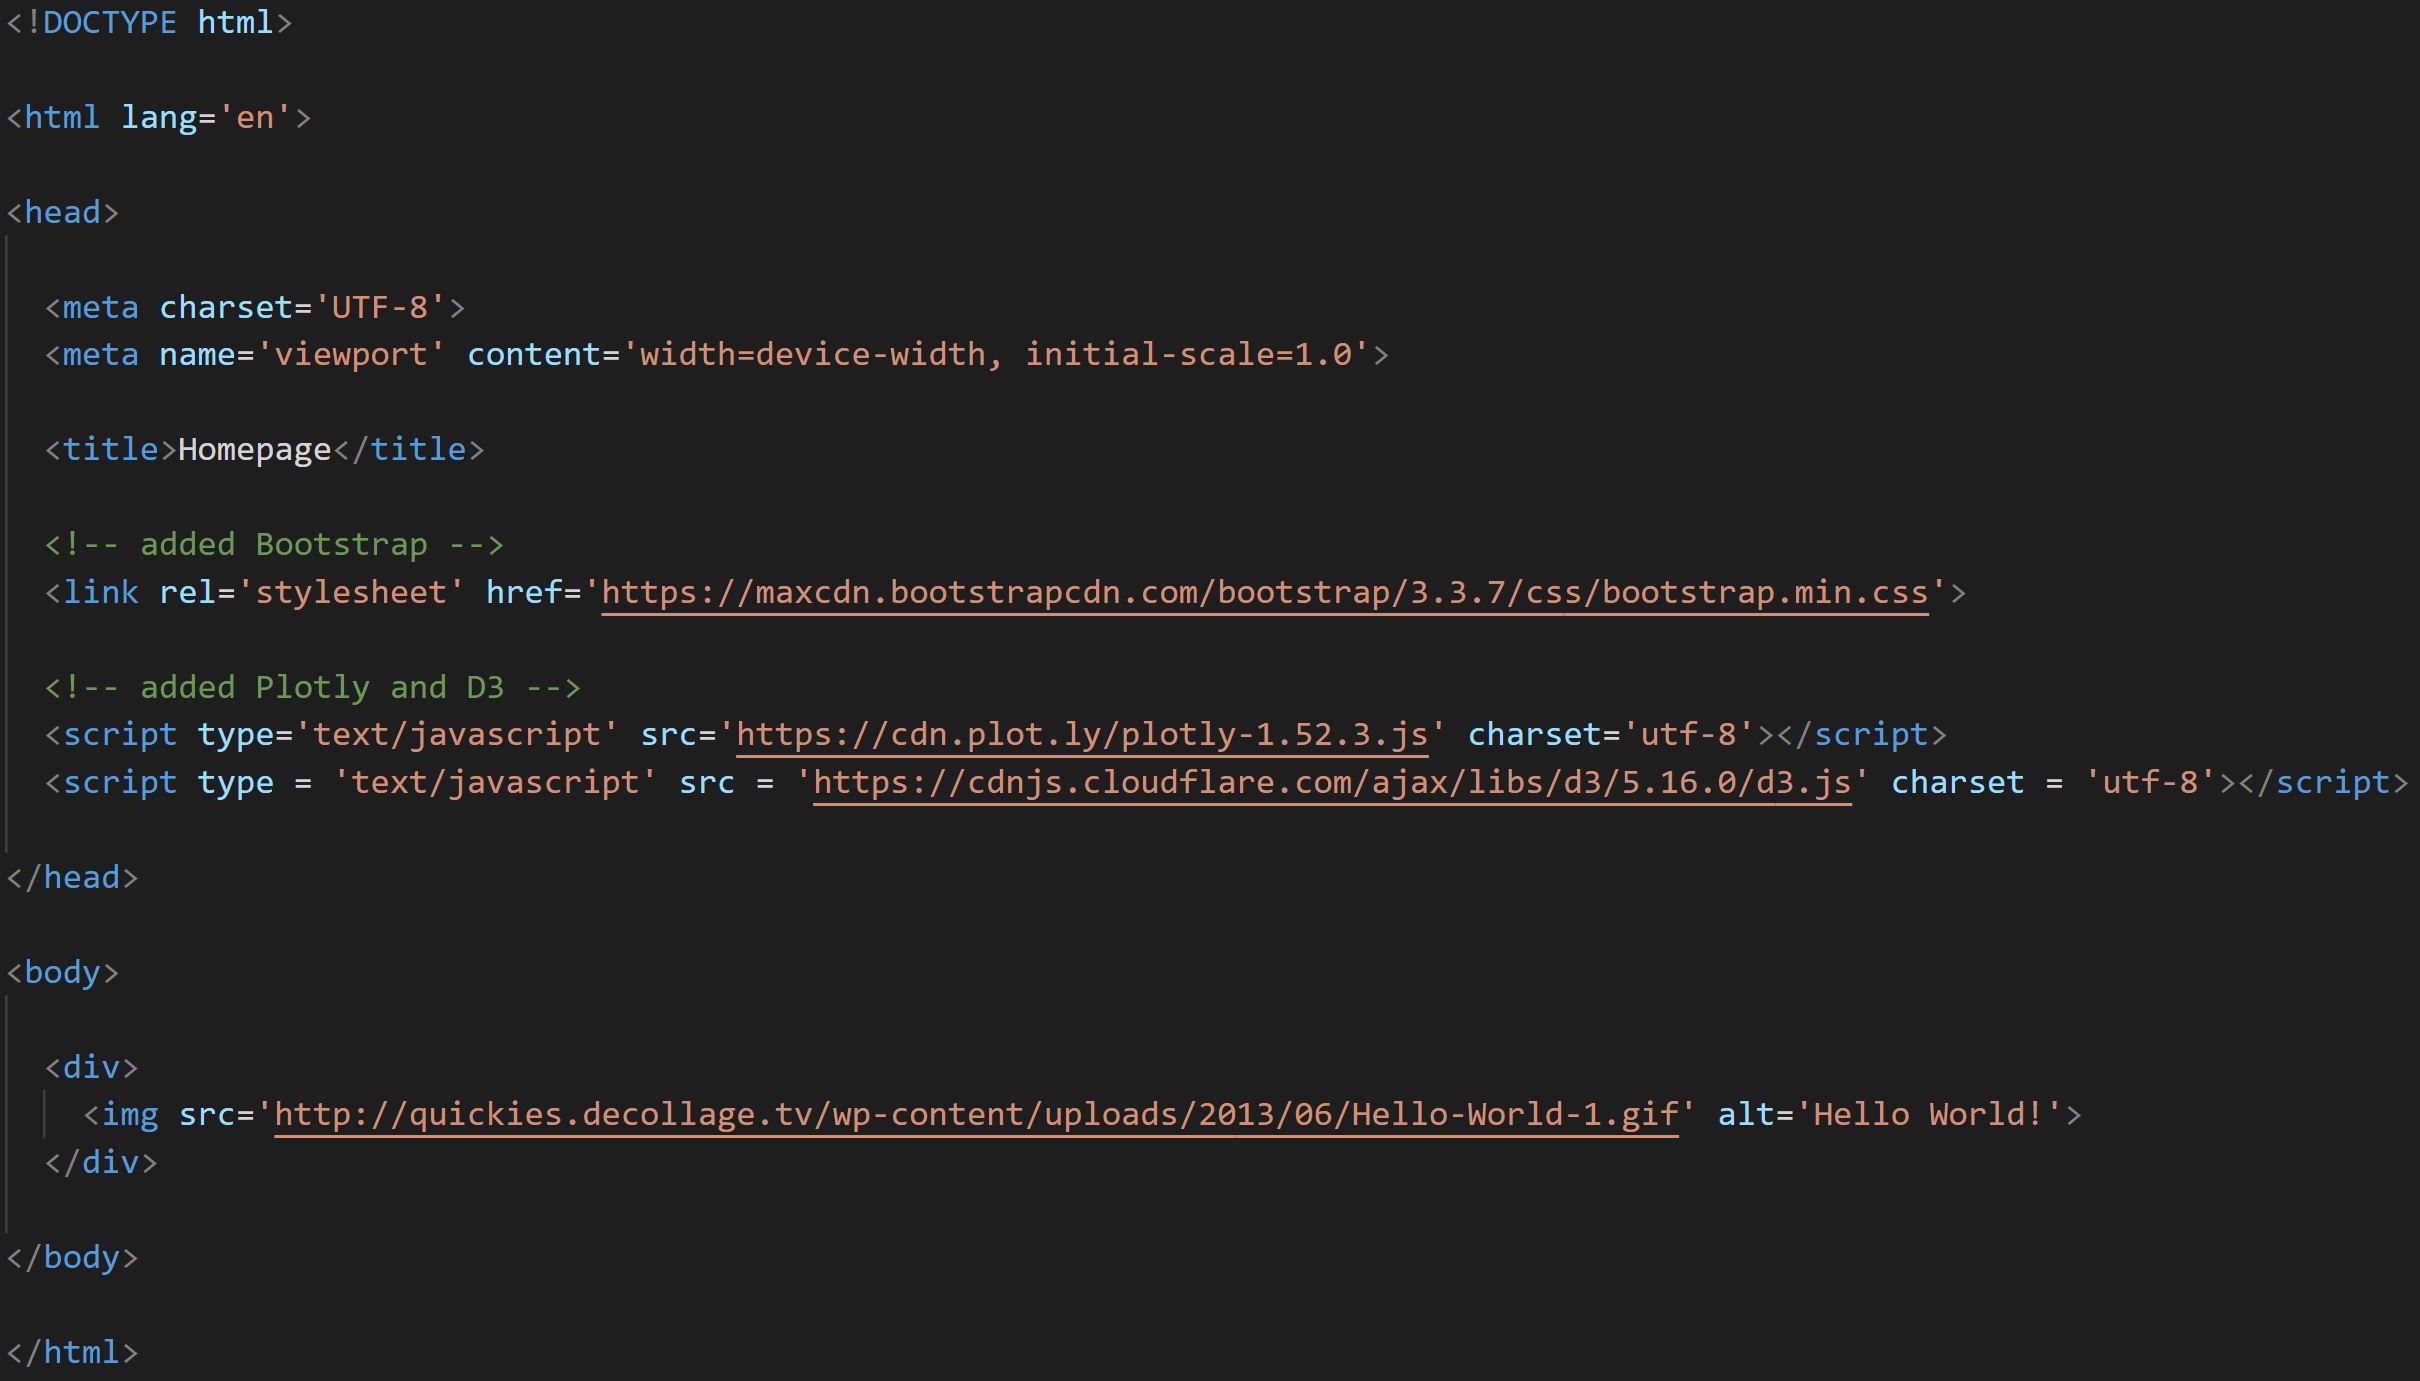 <!DOCTYPE html>
<html lang='en'>
<head>
<meta charset='UTF-8'>
<meta name='viewport' content='width=device-width, initial-scale=1.0'>
<title>Homepage</title>
<!-- added Bootstrap -->
<link rel='stylesheet' href='https://maxcdn.bootstrapcdn.com/bootstrap/3.3.7/css/bootstrap.min.css'>
<!-- added Plotly and D3 -->
<script type='text/javascript' src='https://cdn.plot.ly/plotly-1.52.3.js' charset='utf-8'></script>
<script type = 'text/javascript' src = 'https://cdnjs.cloudflare.com/ajax/libs/d3/5.16.0/d3.js' charset = 'utf-8'></script>
</head>
<body>
<div>
<img src='http://quickies.decollage.tv/wp-content/uploads/2013/06/Hello-World-1.gif' alt='Hello World!'>
</div>
</body>
</html>